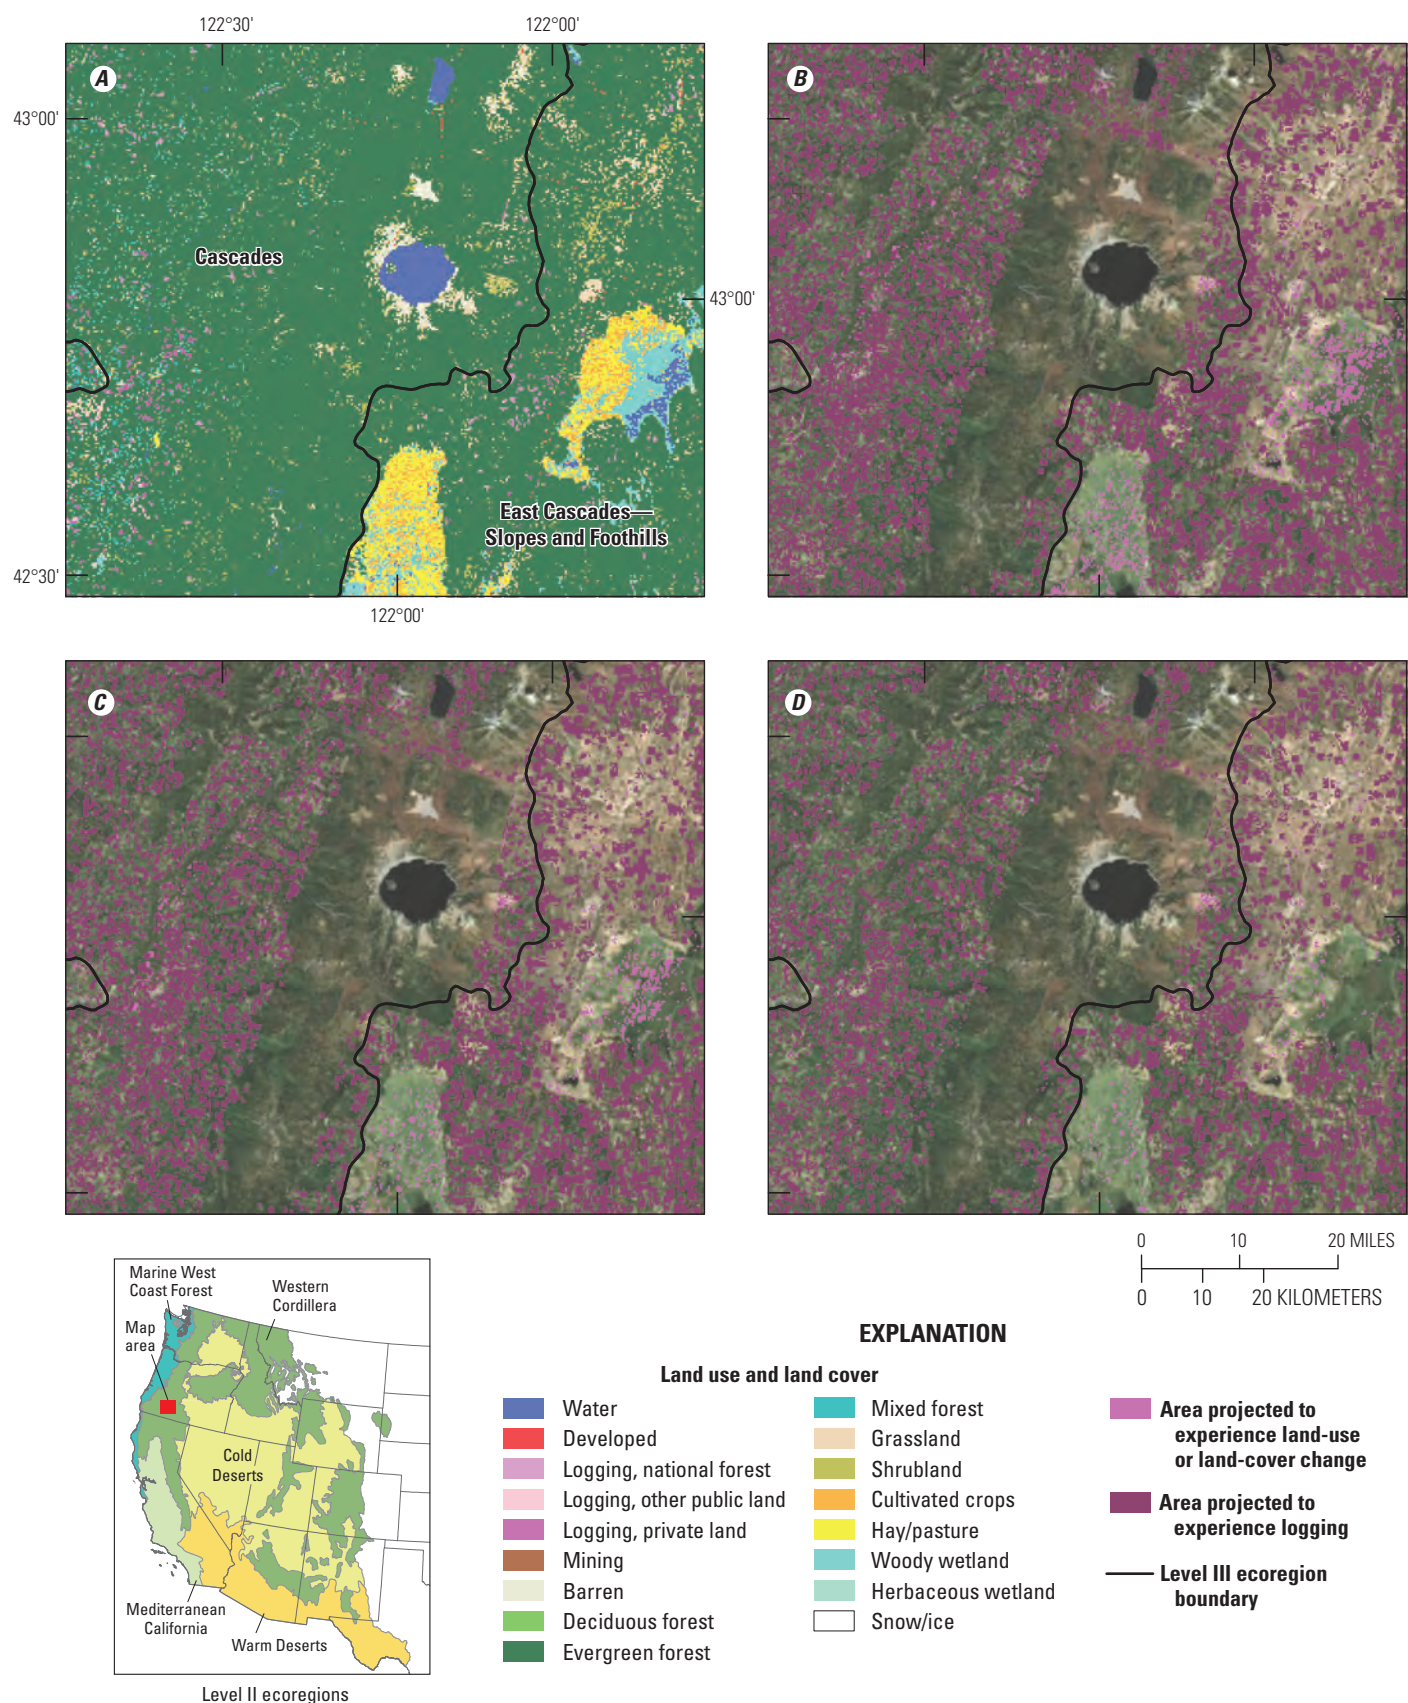 122°30'
122°00'
A
B
43°00'
Cascades
43°00'
East Cascades—
Slopes and Foothills
42°30'
122°00'
C
D
0
10
20 MILES
0
10
20 KILOMETERS
Marine West
Coast Forest
Western
Cordillera
Map
area
Cold
Deserts
Mediterranean
California
Warm Deserts
Level II ecoregions
EXPLANATION
Land use and land cover
Water
Developed
Logging, national forest
Logging, other public land
Logging, private land
Mining
Barren
Deciduous forest
Evergreen forest
Mixed forest
Grassland
Shrubland
Cultivated crops
Hay/pasture
Woody wetland
Herbaceous wetland
Snow/ice
Area projected to
experience land-use
or land-cover change
Area projected to
experience logging
Level III ecoregion
boundary